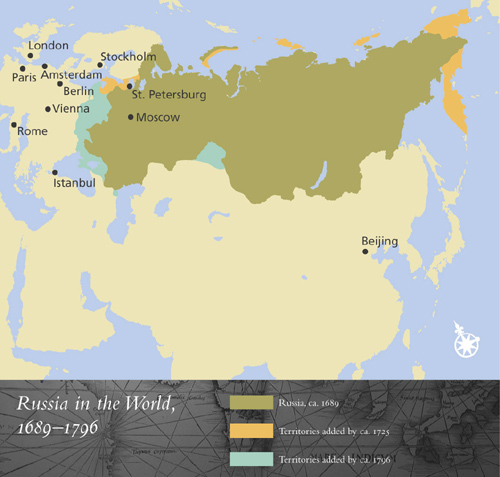 London
Stockholm
Paris
Amsterdam
Berlin
St. Petersburg
Vienna
Moscow
Rome
Istanbul
Beijing
Russia in the World,
1689–1796
Russia, ca. 1689
Territories added by ca. 1725
Territories added by ca. 1796